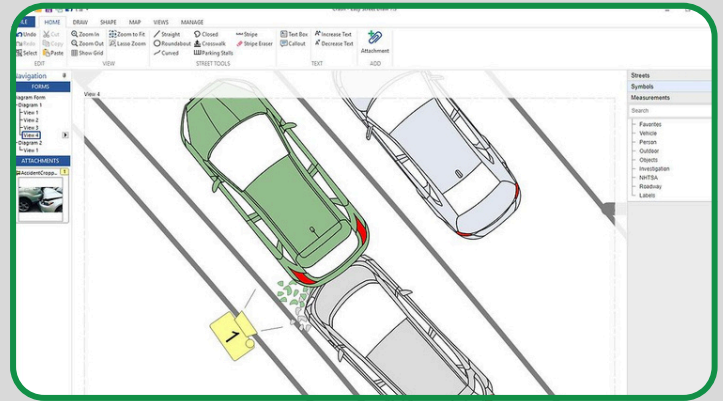 HOME DRAW SHAPE MAP VIEWS MANAGE
Undo Cut Zoom In Zoom to Fit Straight Closed Stripe Text Box Increase Text
Redo Copy Zoom Out Lasso Zoom Roundabout Crosswalk Stripe Eraser Callout Decrease Text
Select Paste Show Grid Curved Parking Stalls Attachment
EDIT VIEW STREET TOOLS TEXT ADD
Navigation
FORMS
Diagram 1
View 1
View 2
View 3
View 4
Diagram 2
View 1
ATTACHMENTS
AccidentCropp...
View 4
1
Streets
Symbols
Measurements
Search
Favorites
Vehicle
Person
Outdoor
Objects
Investigation
NHTSA
Roadway
Labels